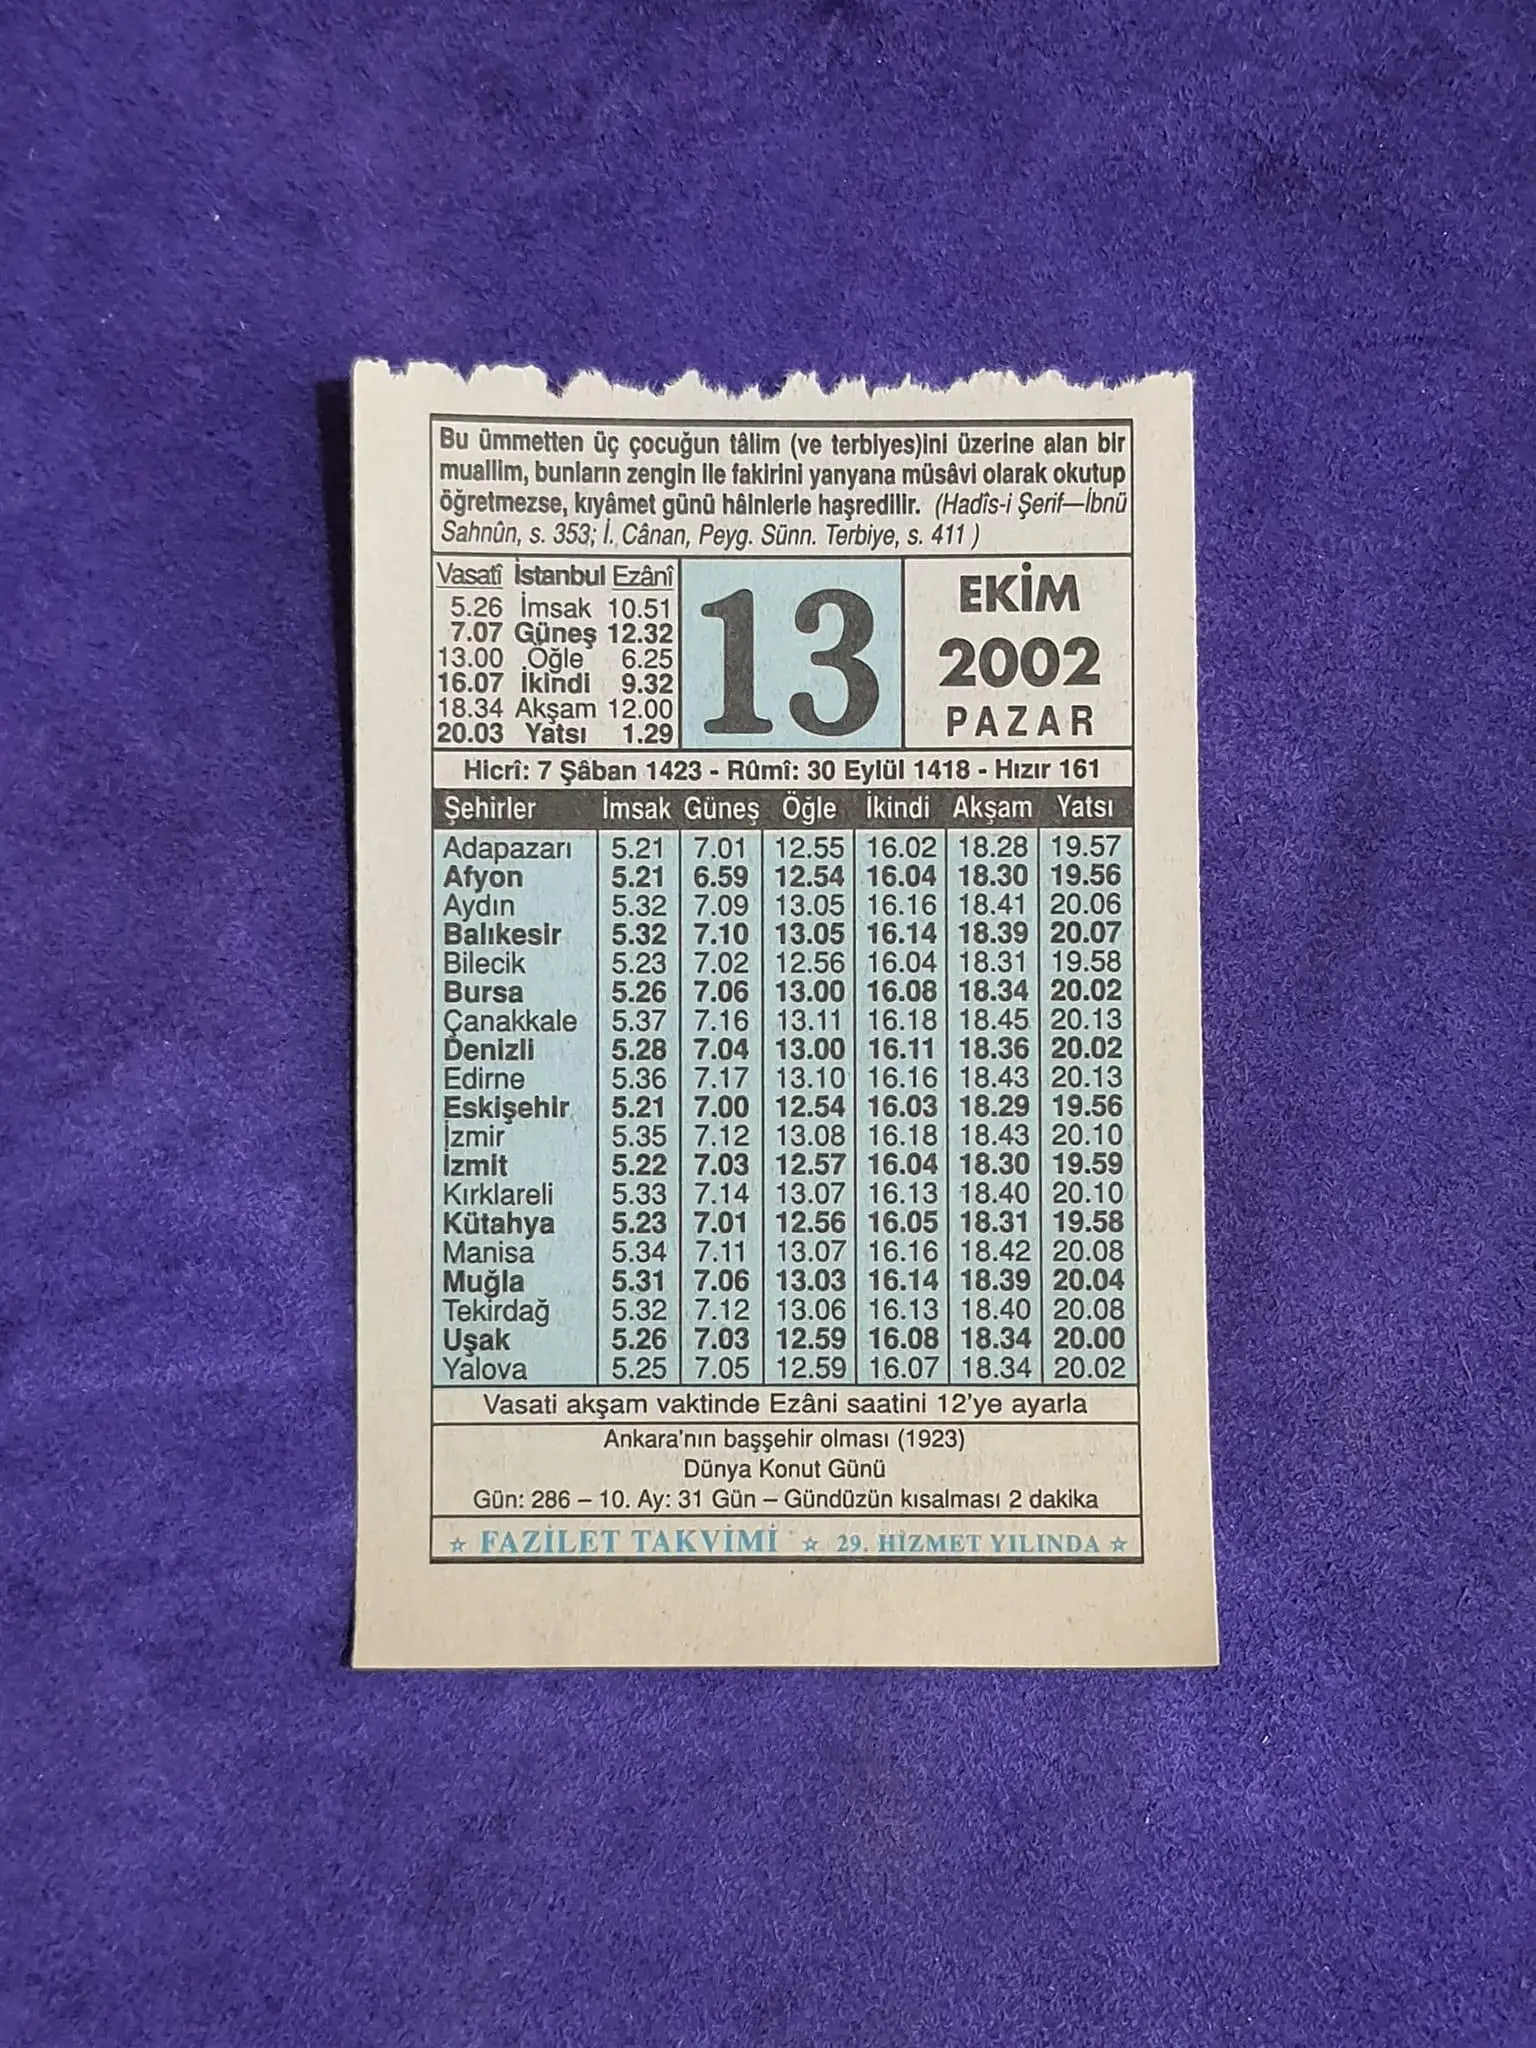 Bu ümmetten üç çocuğun tâlim (ve terbiyes)ini üzerine alan bir
muallim, bunların zengin ile fakirini yanyana müsâvi olarak okutup
öğretmezse, kıyâmet günü hâinlerle haşredilir. (Hadîs-i Şerif—İbnü
Sahnûn, s. 353; İ. Cânan, Peyg. Sünn. Terbiye, s. 411 )
Vasatî İstanbul Ezânî
5.26 İmsak 10.51
7.07 Güneş 12.32
13.00 Öğle 6.25
16.07 İkindi 9.32
18.34 Akşam 12.00
20.03 Yatsı 1.29
13
EKİM
2002
PAZAR
Hicrî: 7 Şâban 1423 - Rûmî: 30 Eylül 1418 - Hızır 161
Şehirler İmsak Güneş Öğle İkindi Akşam Yatsı
Adapazarı 5.21 7.01 12.55 16.02 18.28 19.57
Afyon 5.21 6.59 12.54 16.04 18.30 19.56
Aydın 5.32 7.09 13.05 16.16 18.41 20.06
Balıkesir 5.32 7.10 13.05 16.14 18.39 20.07
Bilecik 5.23 7.02 12.56 16.04 18.31 19.58
Bursa 5.26 7.06 13.00 16.08 18.34 20.02
Çanakkale 5.37 7.16 13.11 16.18 18.45 20.13
Denizli 5.28 7.04 13.00 16.11 18.36 20.02
Edirne 5.36 7.17 13.10 16.16 18.43 20.13
Eskişehir 5.21 7.00 12.54 16.03 18.29 19.56
İzmir 5.35 7.12 13.08 16.18 18.43 20.10
İzmit 5.22 7.03 12.57 16.04 18.30 19.59
Kırklareli 5.33 7.14 13.07 16.13 18.40 20.10
Kütahya 5.23 7.01 12.56 16.05 18.31 19.58
Manisa 5.34 7.11 13.07 16.16 18.42 20.08
Muğla 5.31 7.06 13.03 16.14 18.39 20.04
Tekirdağ 5.32 7.12 13.06 16.13 18.40 20.08
Uşak 5.26 7.03 12.59 16.08 18.34 20.00
Yalova 5.25 7.05 12.59 16.07 18.34 20.02
Vasati akşam vaktinde Ezâni saatini 12'ye ayarla
Ankara'nın başşehir olması (1923)
Dünya Konut Günü
Gün: 286 – 10. Ay: 31 Gün – Gündüzün kısalması 2 dakika
☆ FAZİLET TAKVİMİ ☆ 29. HİZMET YILINDA ☆